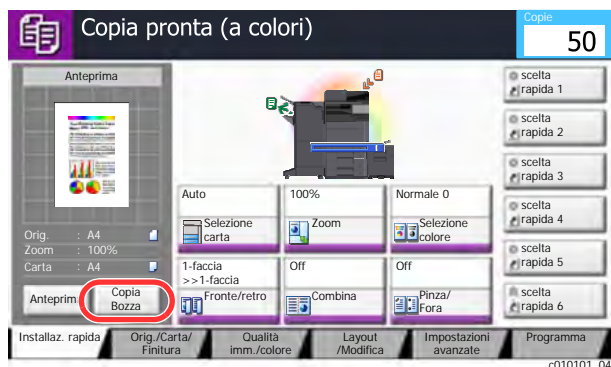 Copia pronta (a colori)
Copie
50
Anteprima
Orig. : A4
Zoom : 100%
Carta : A4
Anteprim
Copia
Bozza
Auto
Selezione
carta
100%
Zoom
Normale 0
Selezione
colore
1-faccia
>>1-faccia
Fronte/retro
Off
Combina
Off
Pinza/
Fora
scelta
rapida 1
scelta
rapida 2
scelta
rapida 3
scelta
rapida 4
scelta
rapida 5
scelta
rapida 6
Installaz. rapida
Orig./Carta/
Finitura
Qualità
imm./colore
Layout
/Modifica
Impostazioni
avanzate
Programma
c010101_04